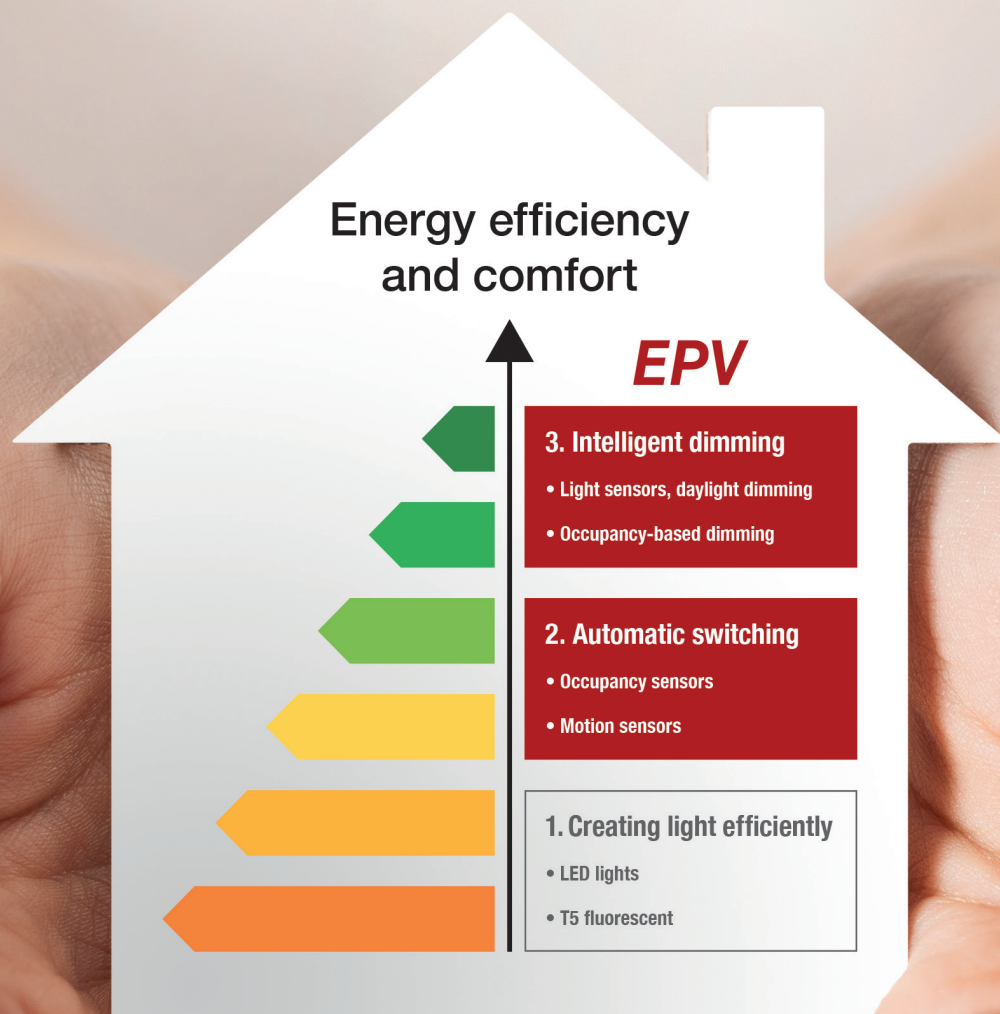 Energy efficiency
and comfort
EPV
3. Intelligent dimming
• Light sensors, daylight dimming
• Occupancy-based dimming
2. Automatic switching
• Occupancy sensors
• Motion sensors
1. Creating light efficiently
• LED lights
• T5 fluorescent